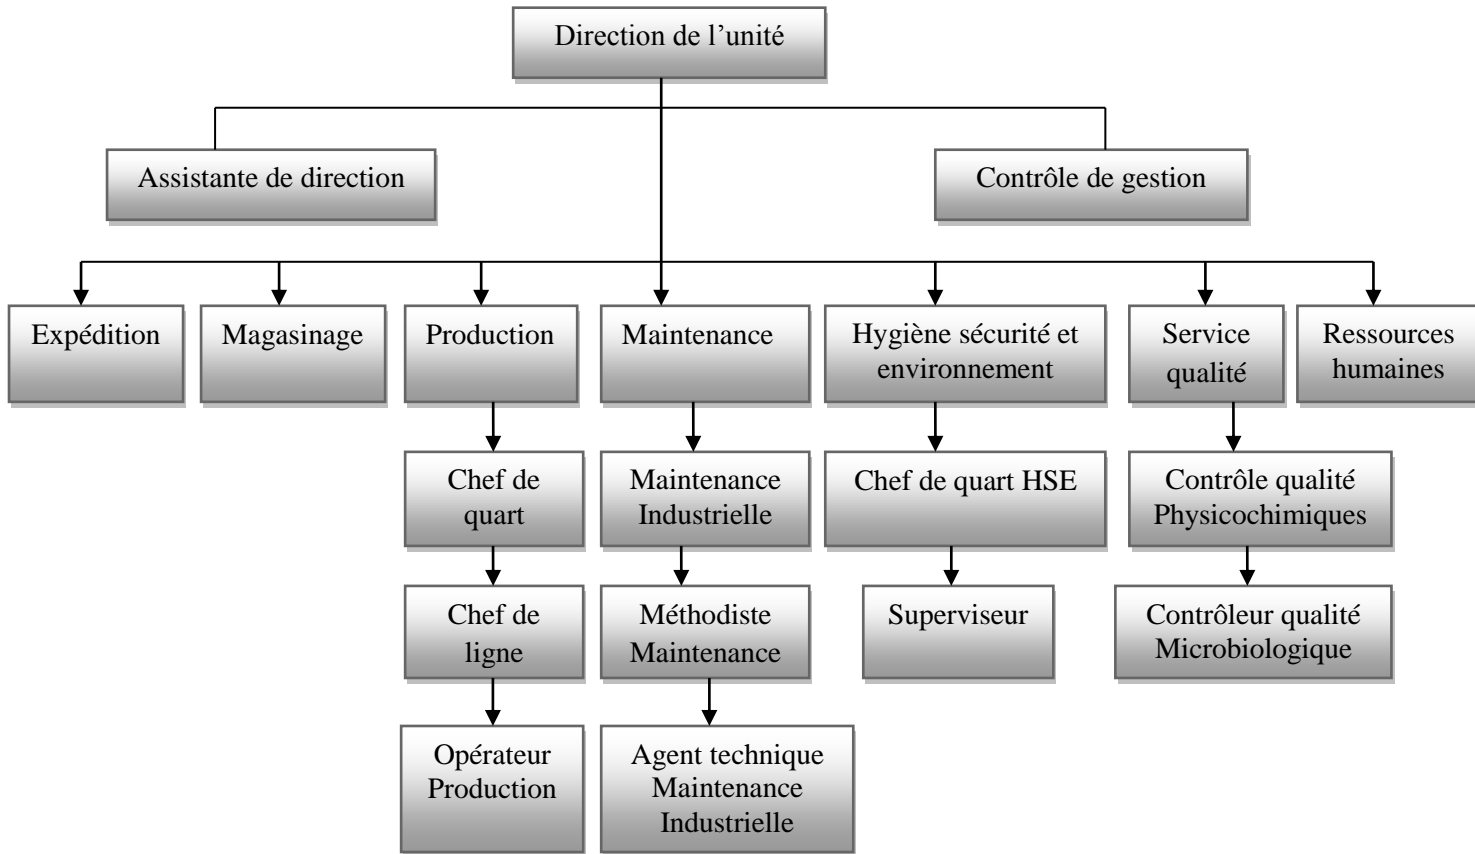 Direction de l’unité
Assistante de direction
Contrôle de gestion
Expédition
Magasinage
Production
Maintenance
Hygiène sécurité et
environnement
Service
qualité
Ressources
humaines
Chef de
quart
Maintenance
Industrielle
Chef de quart HSE
Contrôle qualité
Physicochimiques
Chef de
ligne
Méthodiste
Maintenance
Superviseur
Contrôleur qualité
Microbiologique
Opérateur
Production
Agent technique
Maintenance
Industrielle